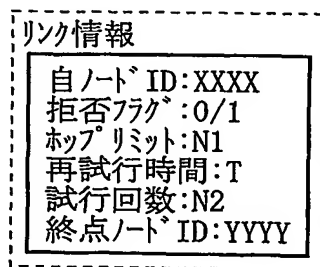 リンク情報
自ノードID:XXXX
拒否フラグ:0/1
ホップリミット:N1
再試行時間:T
試行回数:N2
終点ノードID:YYYY